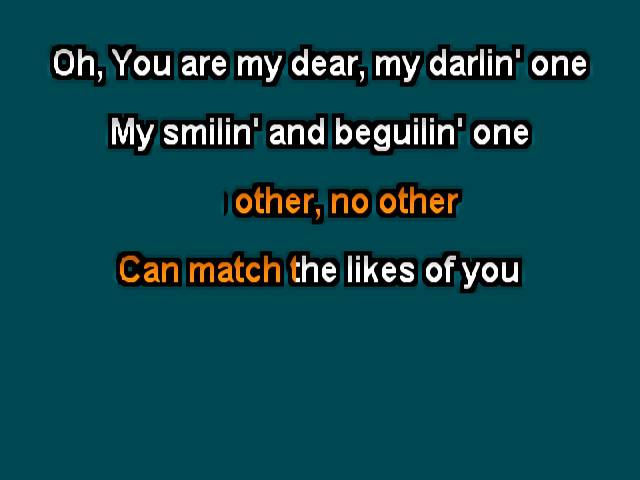 Oh, You are my dear, my darlin' one
My smilin' and beguilin' one
other, no other
Can match the likes of you